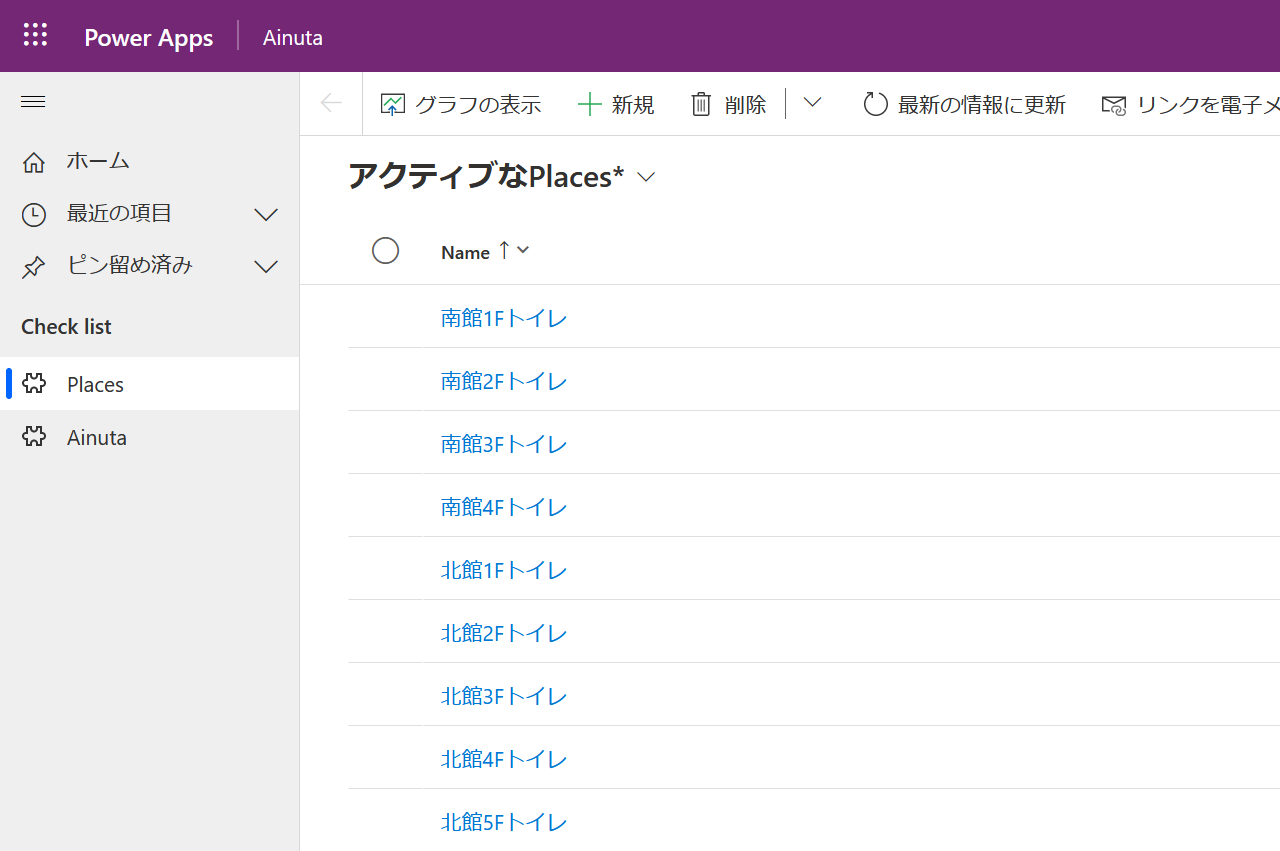 Power Apps Ainuta
グラフの表示 新規 削除 最新の情報に更新 リンクを電子メ
ホーム
最近の項目
ピン留め済み
Check list
Places
Ainuta
アクティブなPlaces*
Name
南館1Fトイレ
南館2Fトイレ
南館3Fトイレ
南館4Fトイレ
北館1Fトイレ
北館2Fトイレ
北館3Fトイレ
北館4Fトイレ
北館5Fトイレ